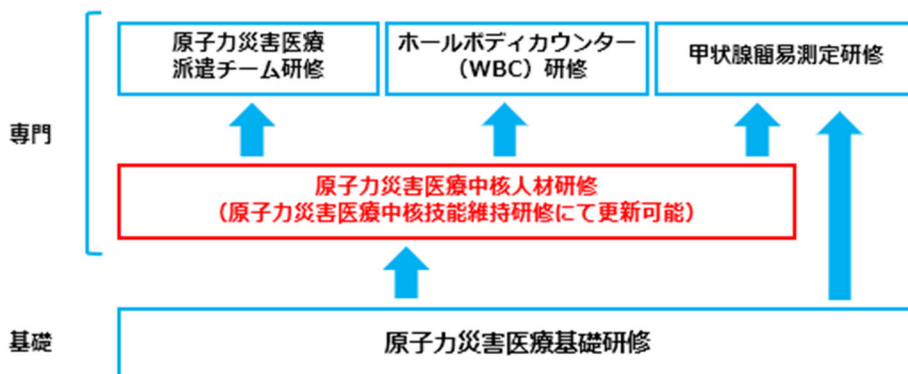 原子力災害医療
派遣チーム研修
ホールボディカウンター
（WBC）研修
甲状腺簡易測定研修
専門
原子力災害医療中核人材研修
（原子力災害医療中核技能維持研修にて更新可能）
基礎
原子力災害医療基礎研修